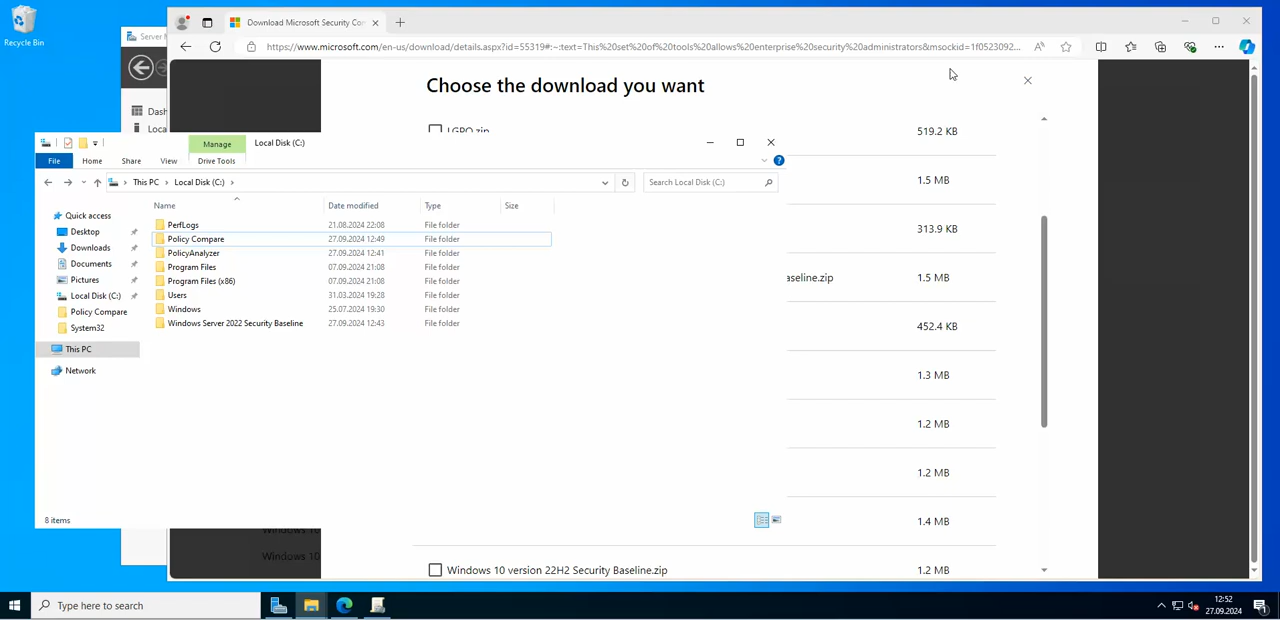 Recycle Bin
Server M
Dash
Loca
Download Microsoft Security Co
https://www.microsoft.com/en-us/download/details.aspx?id=55319#:~:text=This%20set%20of%20tools%20allows%20enterprise%20security%20administrators&msockid=1f0523092...
Choose the download you want
LGPO.zip
519.2 KB
1.5 MB
313.9 KB
aseline.zip 1.5 MB
452.4 KB
1.3 MB
1.2 MB
1.2 MB
1.4 MB
Windows 10
Windows 10
Windows 10 version 22H2 Security Baseline.zip 1.2 MB
Manage Local Disk (C:)
File Home Share View Drive Tools
This PC Local Disk (C:)
Search Local Disk (C:)
Quick access
Desktop
Downloads
Documents
Pictures
Local Disk (C:)
Policy Compare
System32
This PC
Network
Name Date modified Type Size
PerfLogs 21.08.2024 22:08 File folder
Policy Compare 27.09.2024 12:49 File folder
PolicyAnalyzer 27.09.2024 12:41 File folder
Program Files 07.09.2024 21:08 File folder
Program Files (x86) 07.09.2024 21:08 File folder
Users 31.03.2024 19:28 File folder
Windows 25.07.2024 19:30 File folder
Windows Server 2022 Security Baseline 27.09.2024 12:43 File folder
8 items
Type here to search
12:52
27.09.2024